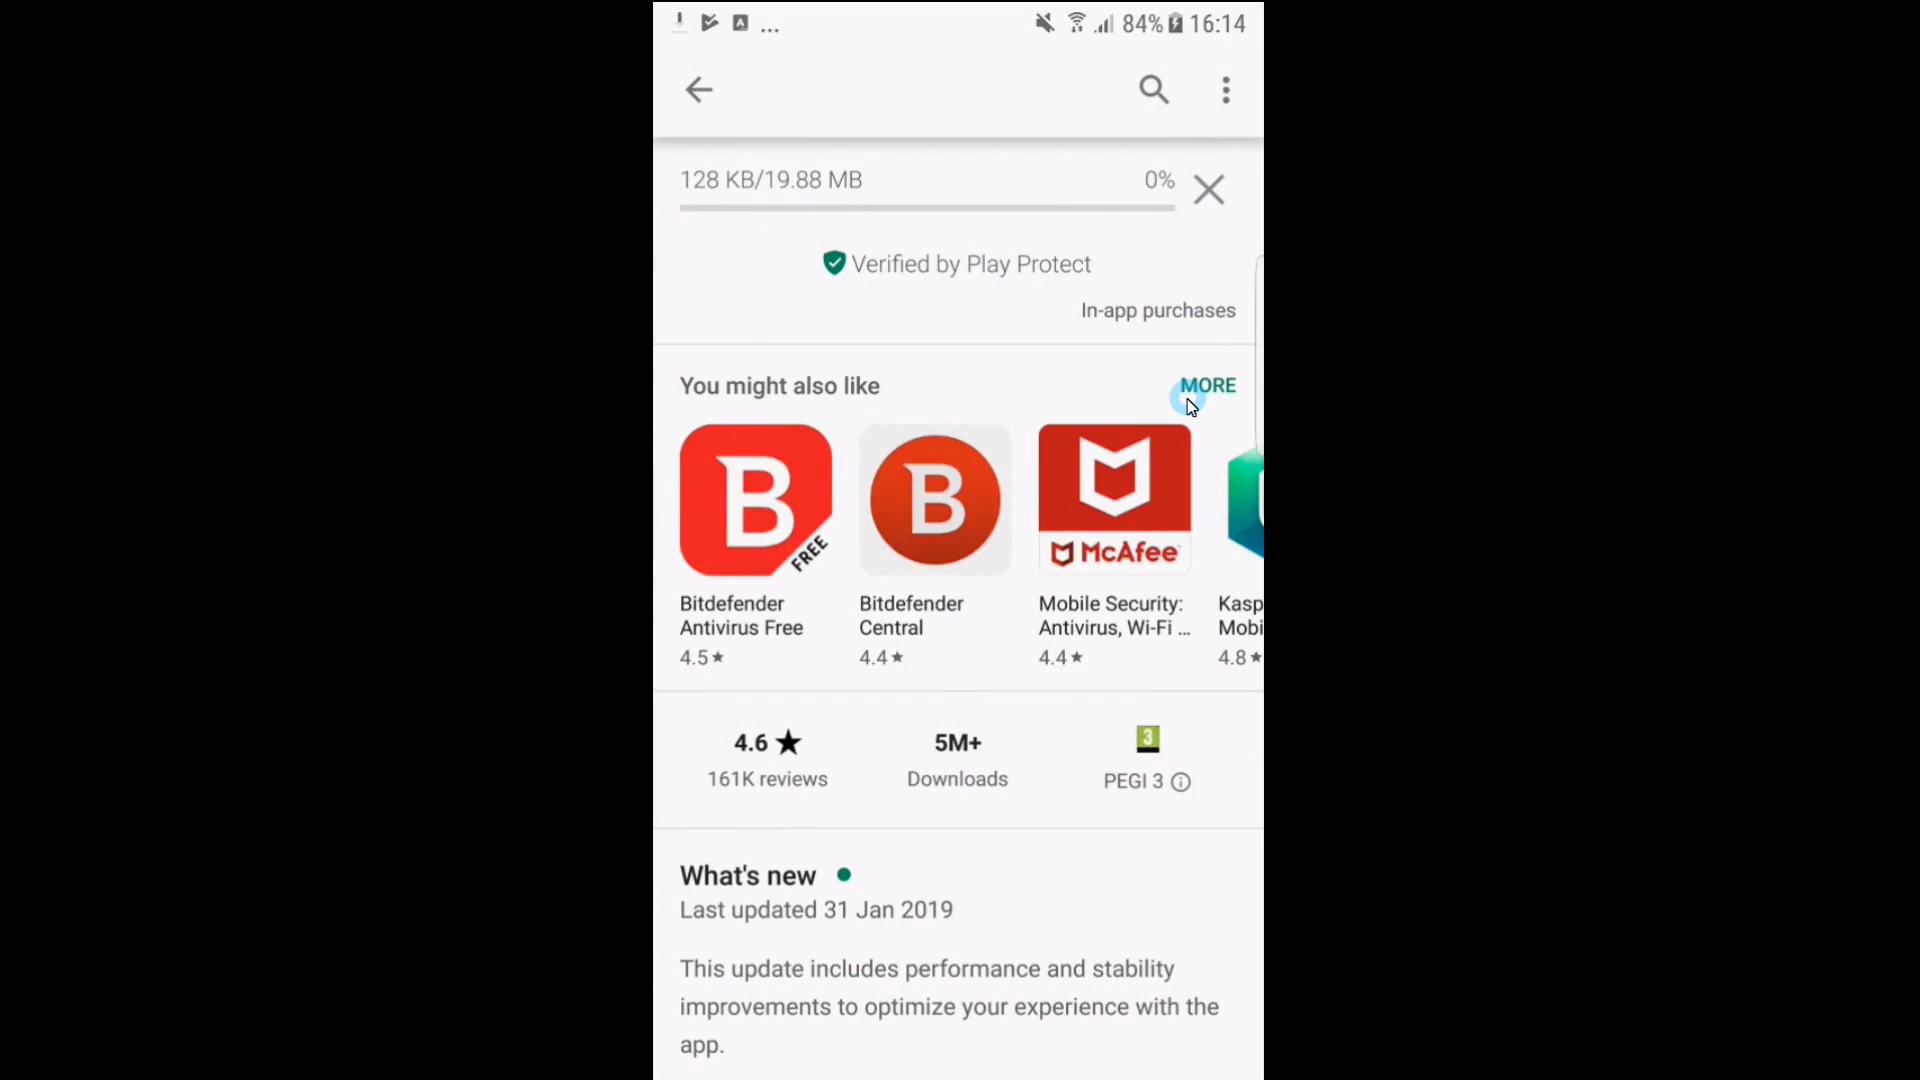 ... 84% 16:14
128 KB/19.88 MB 0%
Verified by Play Protect
In-app purchases
You might also like MORE
B FREE
B
McAfee
Bitdefender Antivirus Free
4.5★
Bitdefender Central
4.4★
Mobile Security: Antivirus, Wi-Fi ...
4.4★
Kasp
Mobi
4.8★
4.6 ★
161K reviews
5M+
Downloads
3
PEGI 3
What's new
Last updated 31 Jan 2019
This update includes performance and stability
improvements to optimize your experience with the
app.